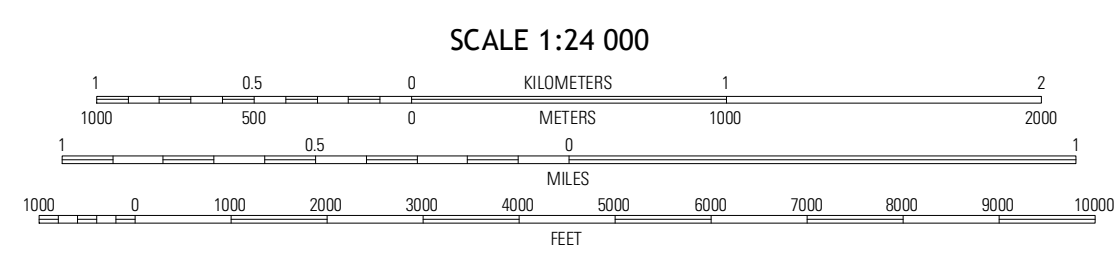 SCALE 1:24 000
1 0.5 0 KILOMETERS 1 2
1000 500 0 METERS 1000 2000
1 0.5 0 1
MILES
1000 0 1000 2000 3000 4000 5000 6000 7000 8000 9000 10000
FEET